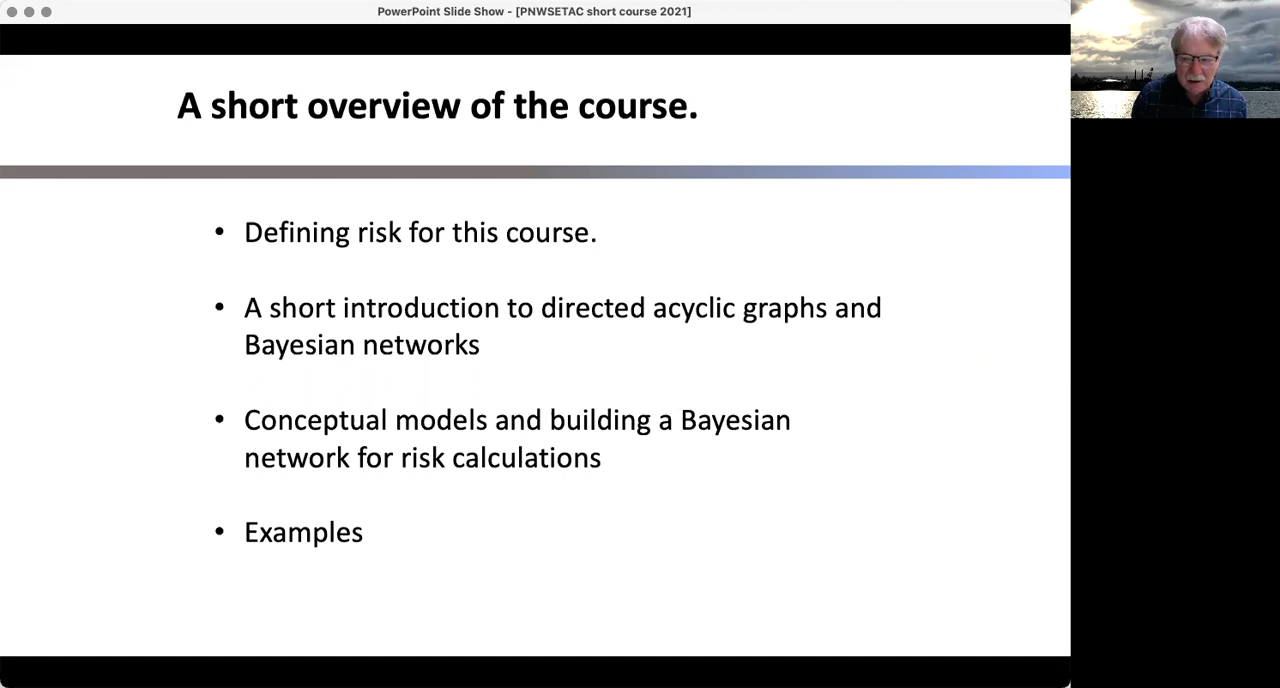 PowerPoint Slide Show - [PNWSETAC short course 2021]
A short overview of the course.
• Defining risk for this course.
• A short introduction to directed acyclic graphs and
Bayesian networks
• Conceptual models and building a Bayesian
network for risk calculations
• Examples